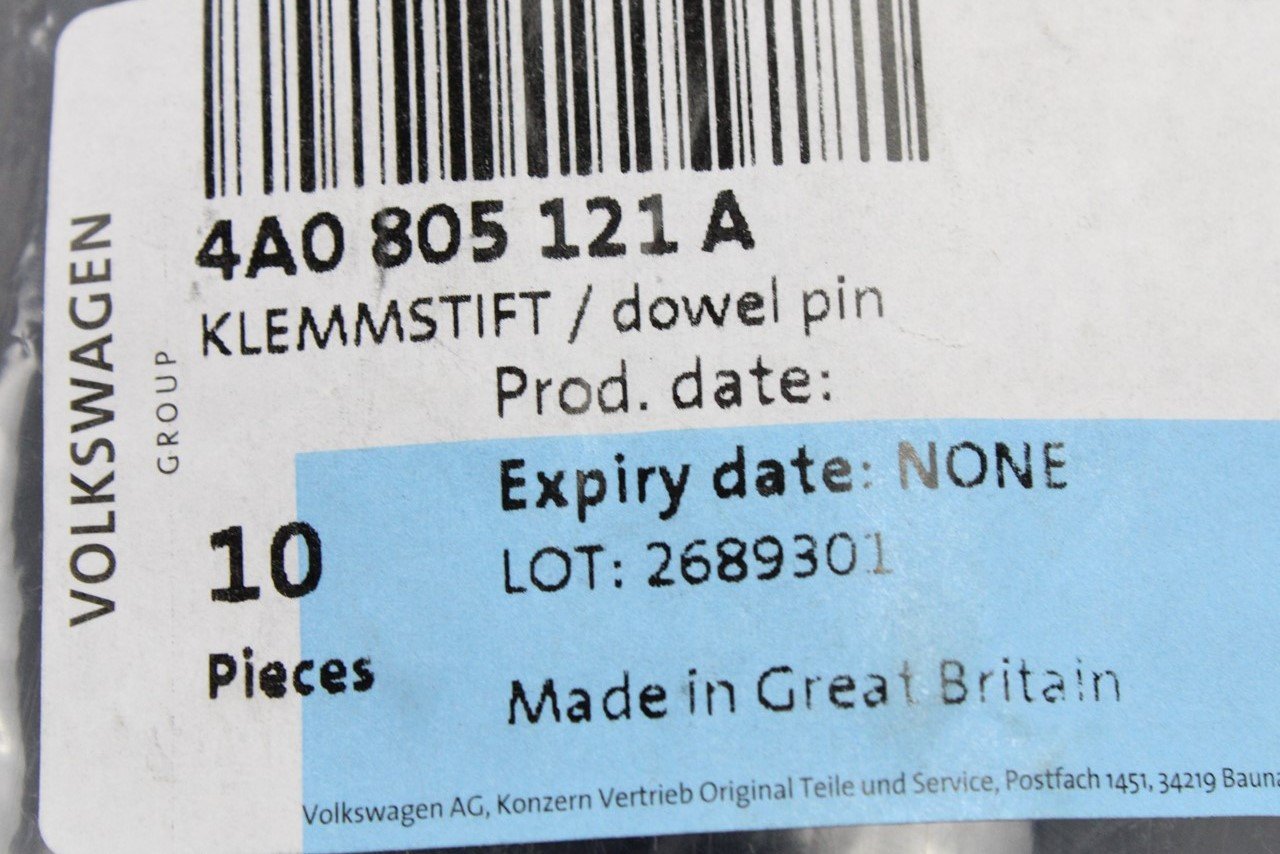 VOLKSWAGEN
GROUP
4A0 805 121 A
KLEMMSTIFT / dowel pin
Prod. date:
Expiry date: NONE
LOT: 2689301
10
Pieces
Made in Great Britain
Volkswagen AG, Konzern Vertrieb Original Teile und Service, Postfach 1451, 34219